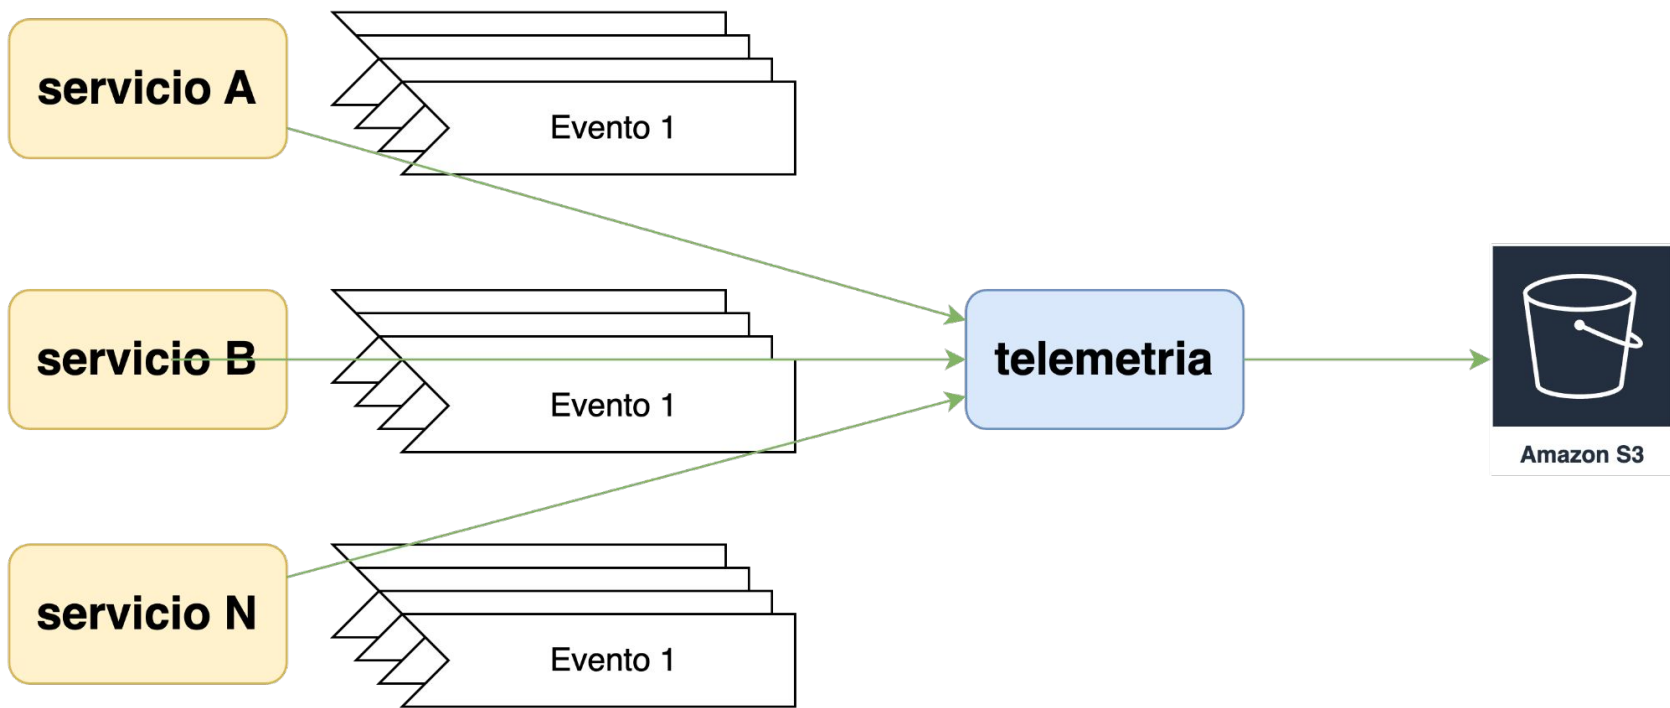 servicio A
Evento 1
servicio B
Evento 1
telemetria
Amazon S3
servicio N
Evento 1